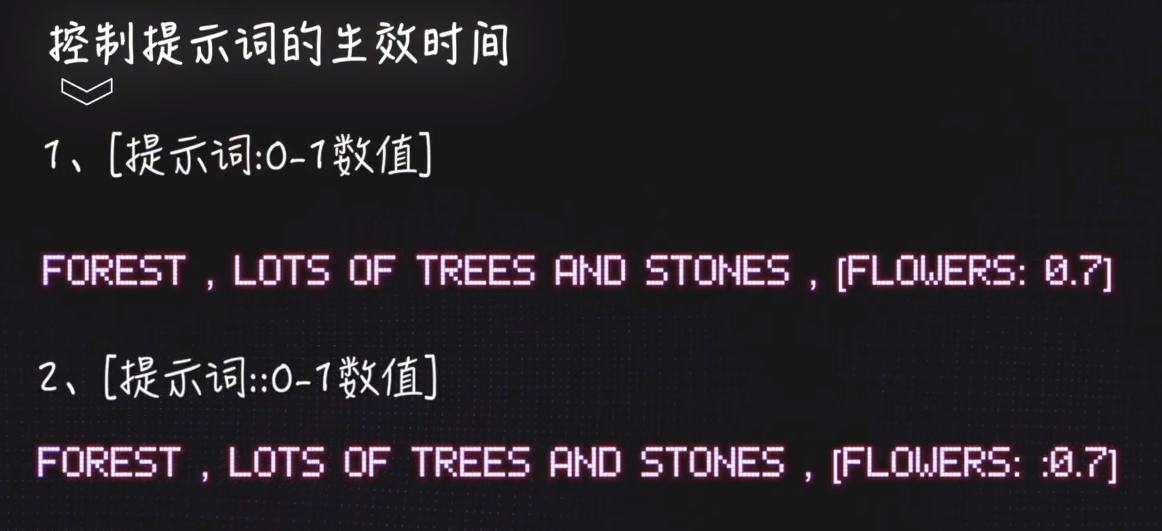 控制提示词的生效时间
1、[提示词:0-1数值]
FOREST , LOTS OF TREES AND STONES , [FLOWERS: 0.7]
2、[提示词::0-1数值]
FOREST , LOTS OF TREES AND STONES , [FLOWERS: :0.7]